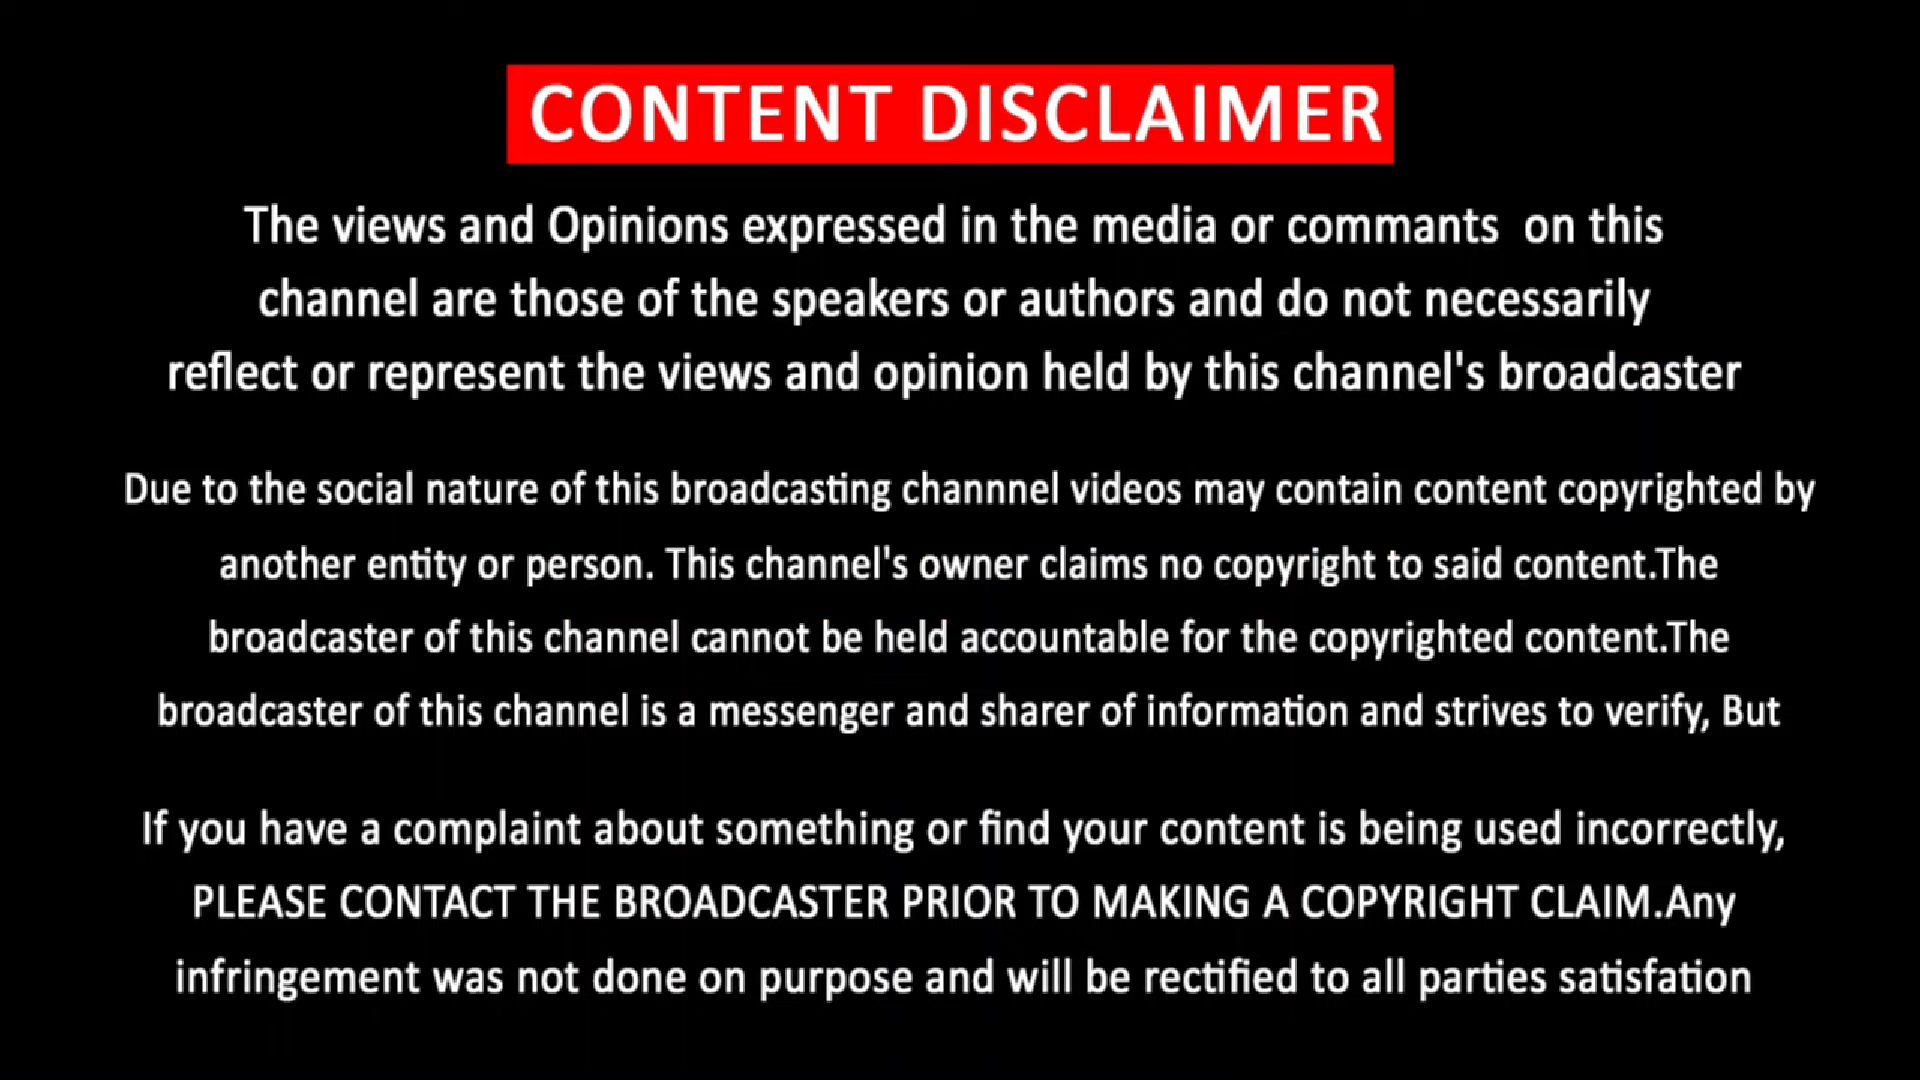 CONTENT DISCLAIMER
The views and Opinions expressed in the media or commants on this
channel are those of the speakers or authors and do not necessarily
reflect or represent the views and opinion held by this channel's broadcaster
Due to the social nature of this broadcasting channnel videos may contain content copyrighted by
another entity or person. This channel's owner claims no copyright to said content.The
broadcaster of this channel cannot be held accountable for the copyrighted content.The
broadcaster of this channel is a messenger and sharer of information and strives to verify, But
If you have a complaint about something or find your content is being used incorrectly,
PLEASE CONTACT THE BROADCASTER PRIOR TO MAKING A COPYRIGHT CLAIM.Any
infringement was not done on purpose and will be rectified to all parties satisfation